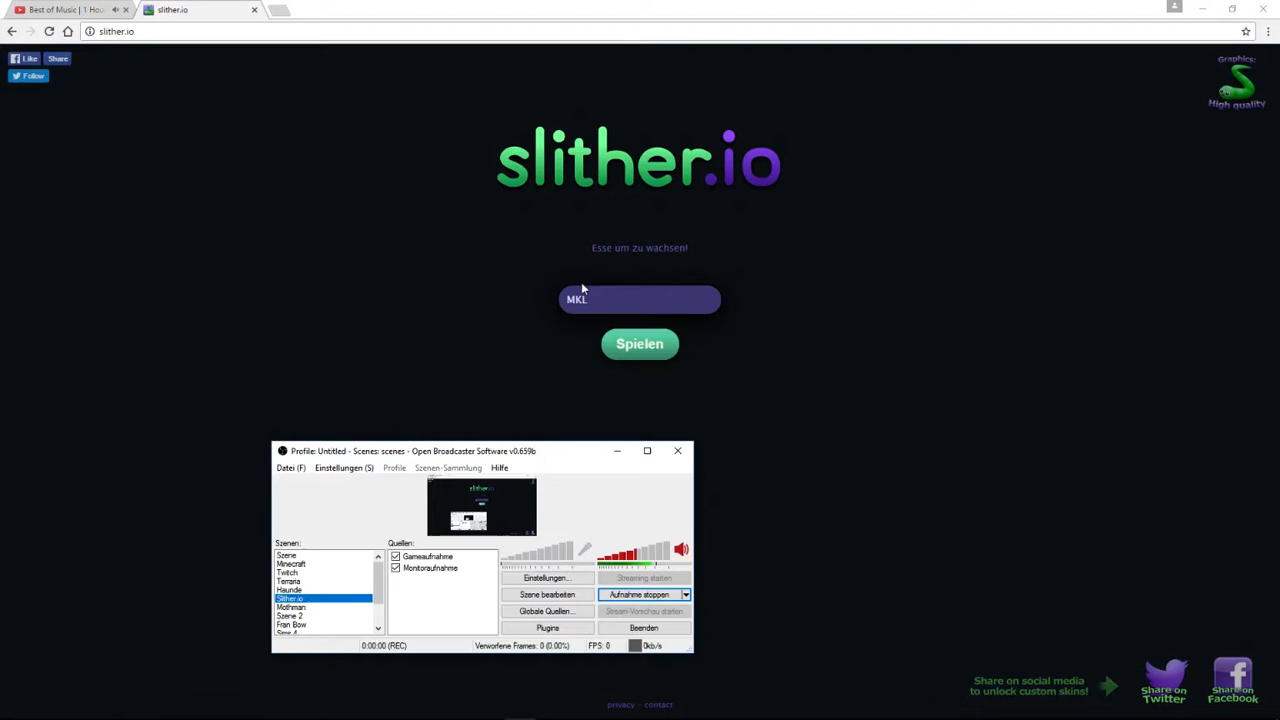 Best of Music | 1 Hou
slither.io
slither.io
Like
Share
Follow
Graphics:
High quality
slither.io
Esse um zu wachsen!
MKL
Spielen
Profile: Untitled - Scenes: scenes - Open Broadcaster Software v0.659b
Datei (F)
Einstellungen (S)
Profile
Szenen-Sammlung
Hilfe
slither.io
Szenen:
Szene
Minecraft
Twitch
Terraria
Haunde
Slither.io
Mothman
Szene 2
Fran Bow
Sims 4
Quellen:
Gameaufnahme
Monitoraufnahme
Einstellungen...
Streaming starten
Szene bearbeiten
Aufnahme stoppen
Globale Quellen...
Stream-Vorschau starten
Plugins
Beenden
0:00:00 (REC)
Verworfene Frames: 0 (0.00%)
FPS: 0
0kb/s
Share on social media
to unlock custom skins!
Share on
Twitter
Share on
Facebook
privacy - contact